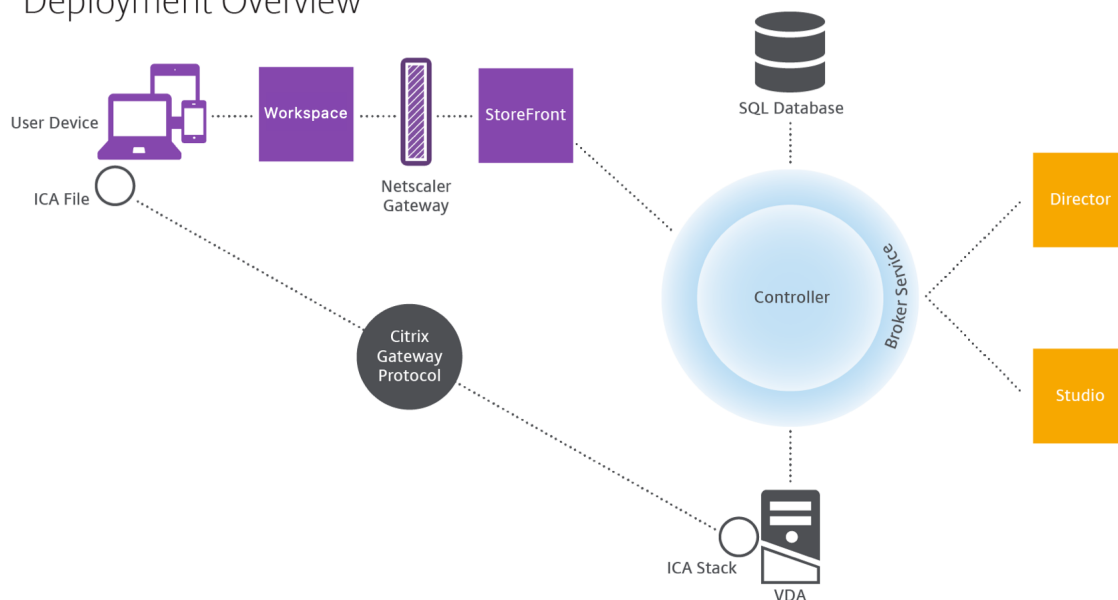 Deployment Overview
SQL Database
User Device
Workspace
StoreFront
Netscaler
Gateway
ICA File
Director
Controller
Broker Service
Citrix
Gateway
Protocol
Studio
ICA Stack
VDA